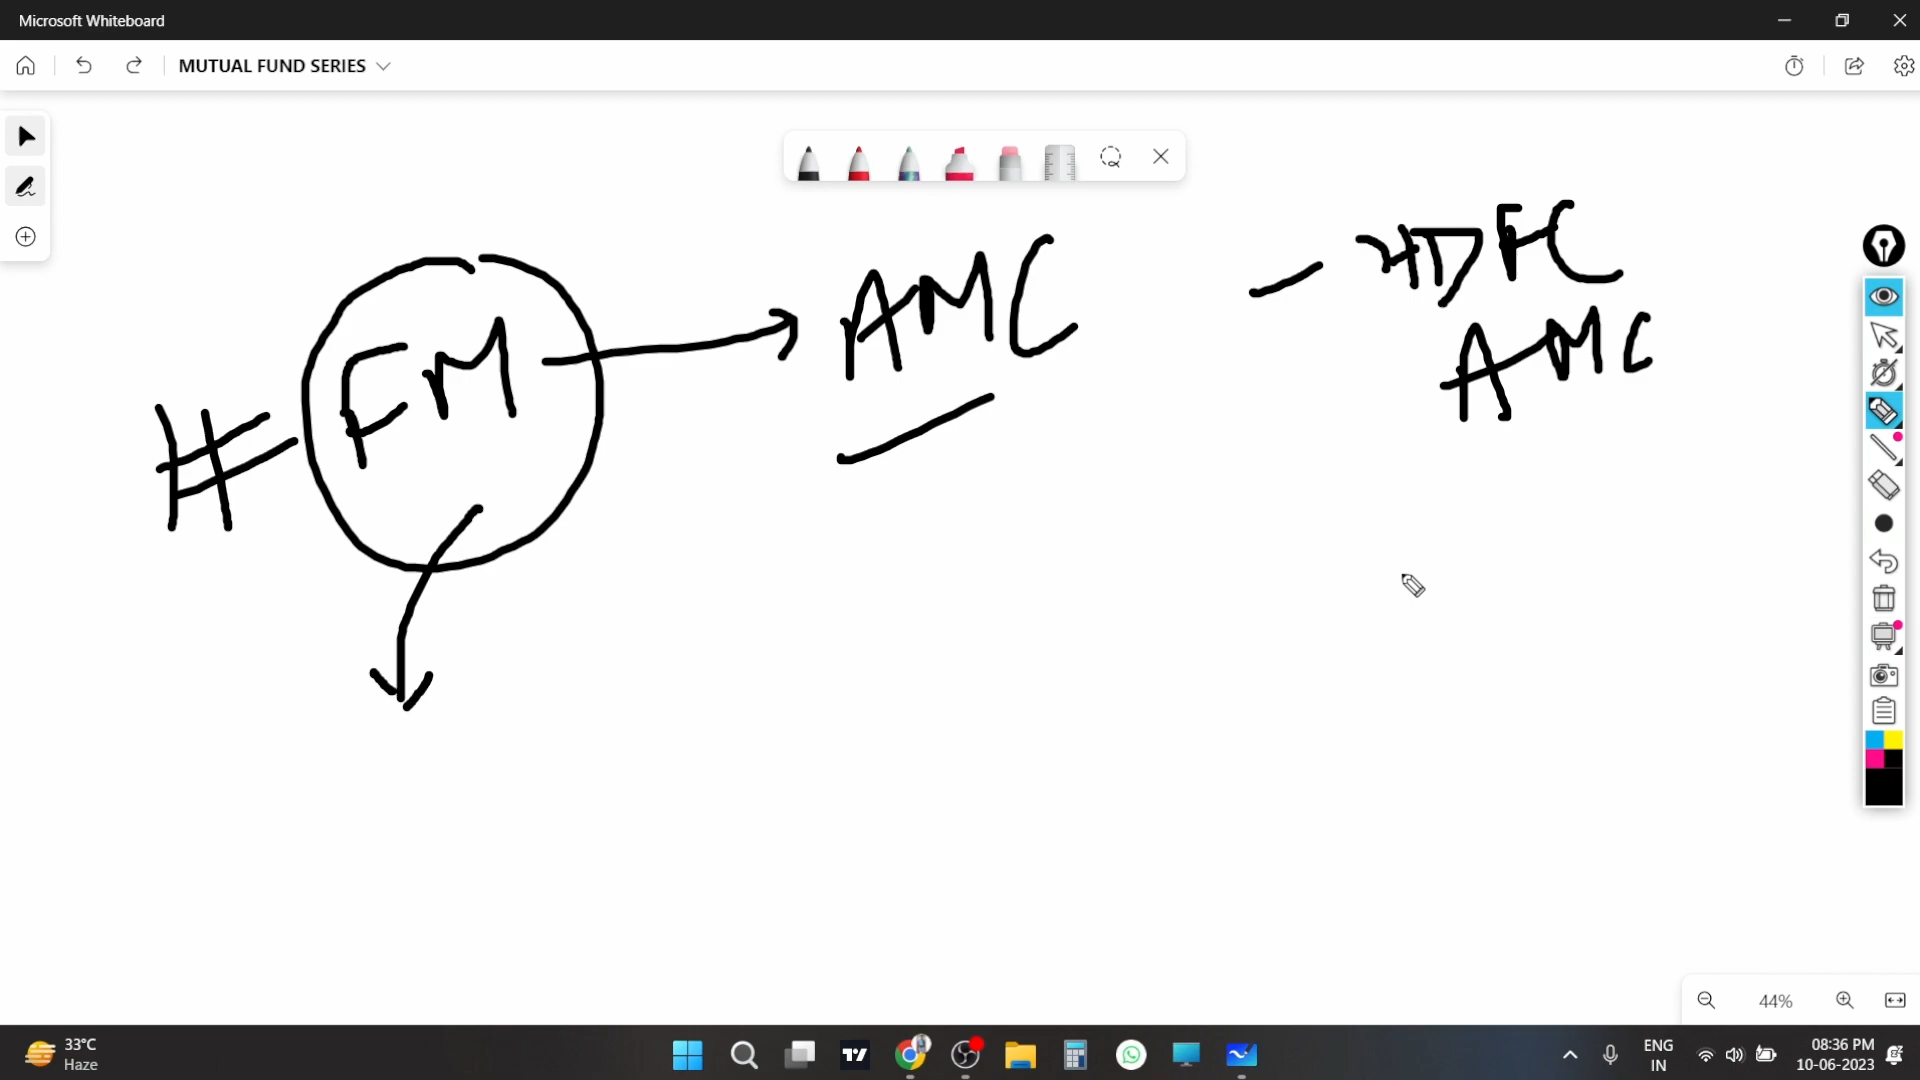 Microsoft Whiteboard
MUTUAL FUND SERIES
# FM
AMC
HDFC
AMC
44%
33°C
Haze
ENG
IN
08:36 PM
10-06-2023